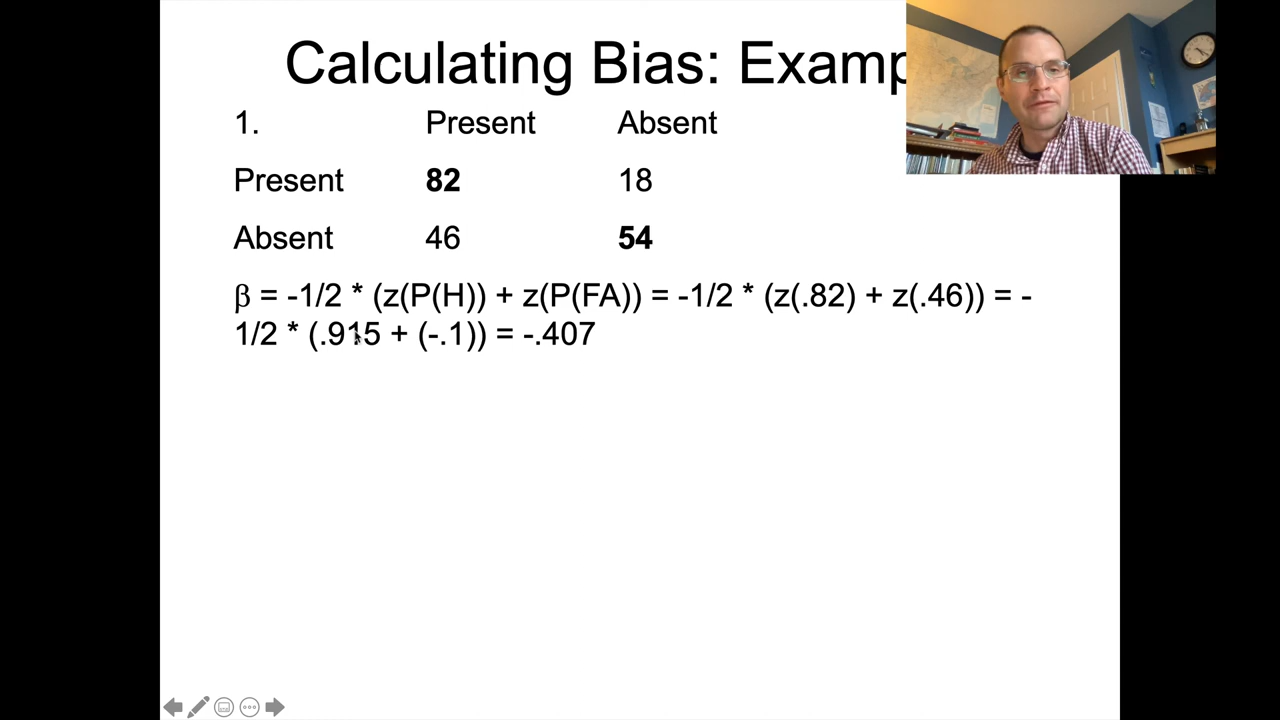 Calculating Bias: Examp
1. Present Absent
Present 82 18
Absent 46 54
β = -1/2 * (z(P(H)) + z(P(FA)) = -1/2 * (z(.82) + z(.46)) = -
1/2 * (.915 + (-.1)) = -.407